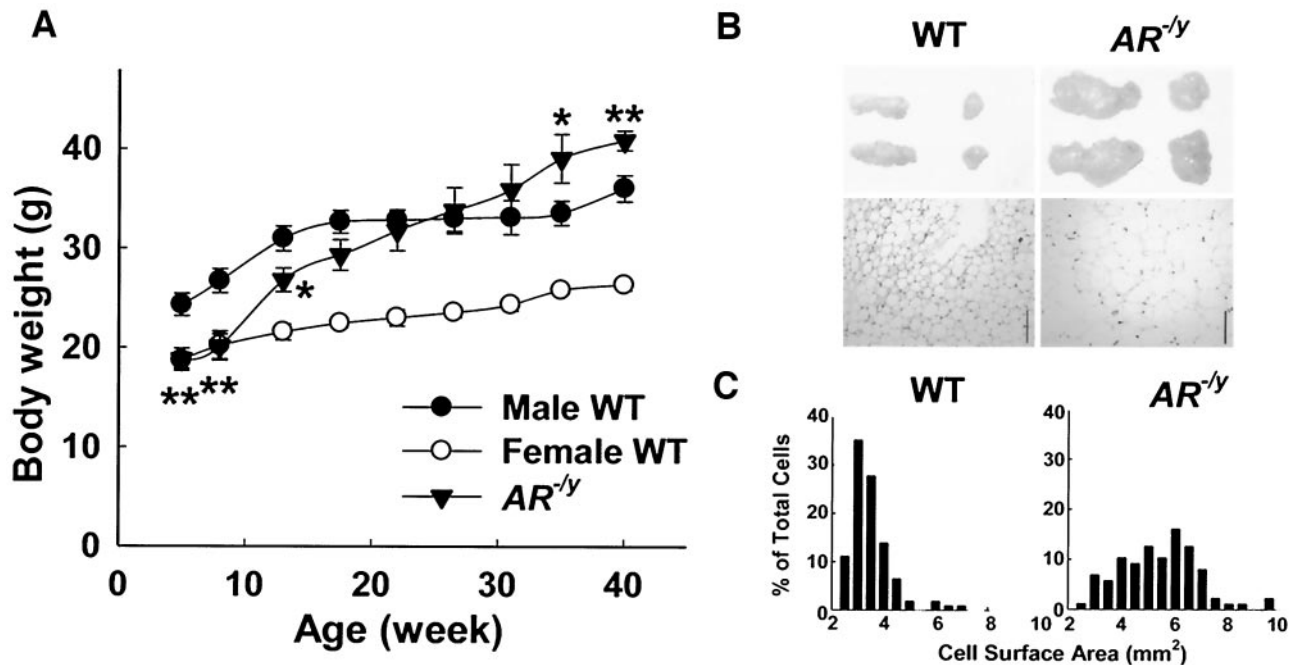 A
Body weight (g)
40
30
20
10
0
* **
*
** **
Male WT
Female WT
AR-/y
0 10 20 30 40
Age (week)
B
WT AR-/y
C
WT AR-/y
% of Total Cells
40
30
20
10
0
2 4 6 8 10
40
30
20
10
0
2 4 6 8 10
Cell Surface Area (mm²)